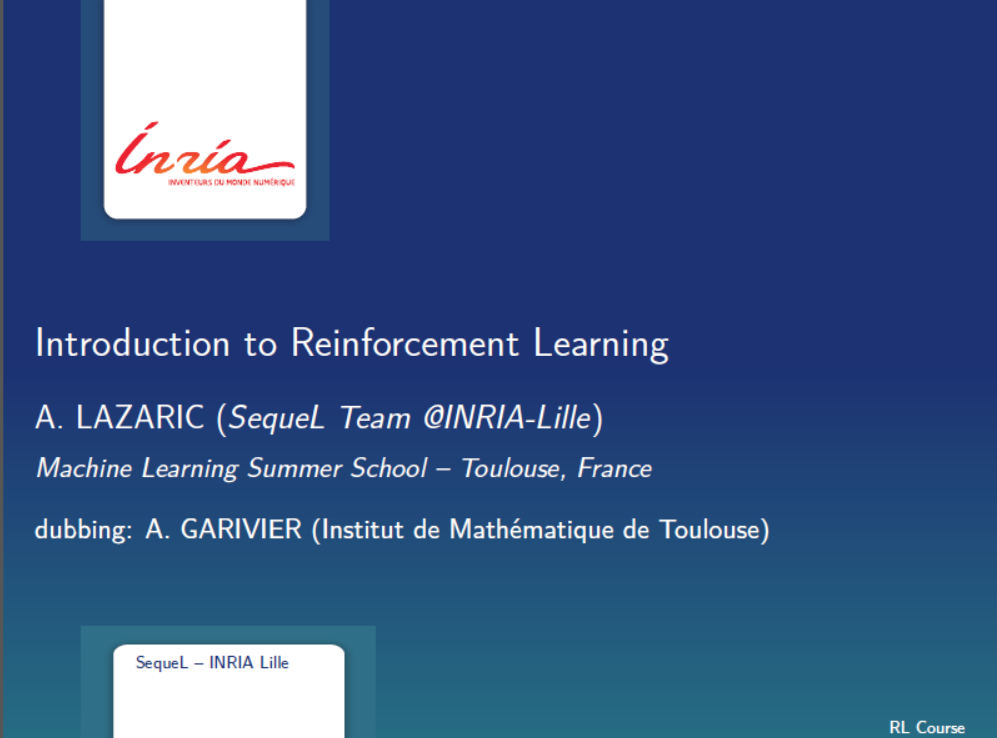 Inría
INVENTEURS DU MONDE NUMÉRIQUE
Introduction to Reinforcement Learning
A. LAZARIC (SequeL Team @INRIA-Lille)
Machine Learning Summer School – Toulouse, France
dubbing: A. GARIVIER (Institut de Mathématique de Toulouse)
SequeL – INRIA Lille
RL Course